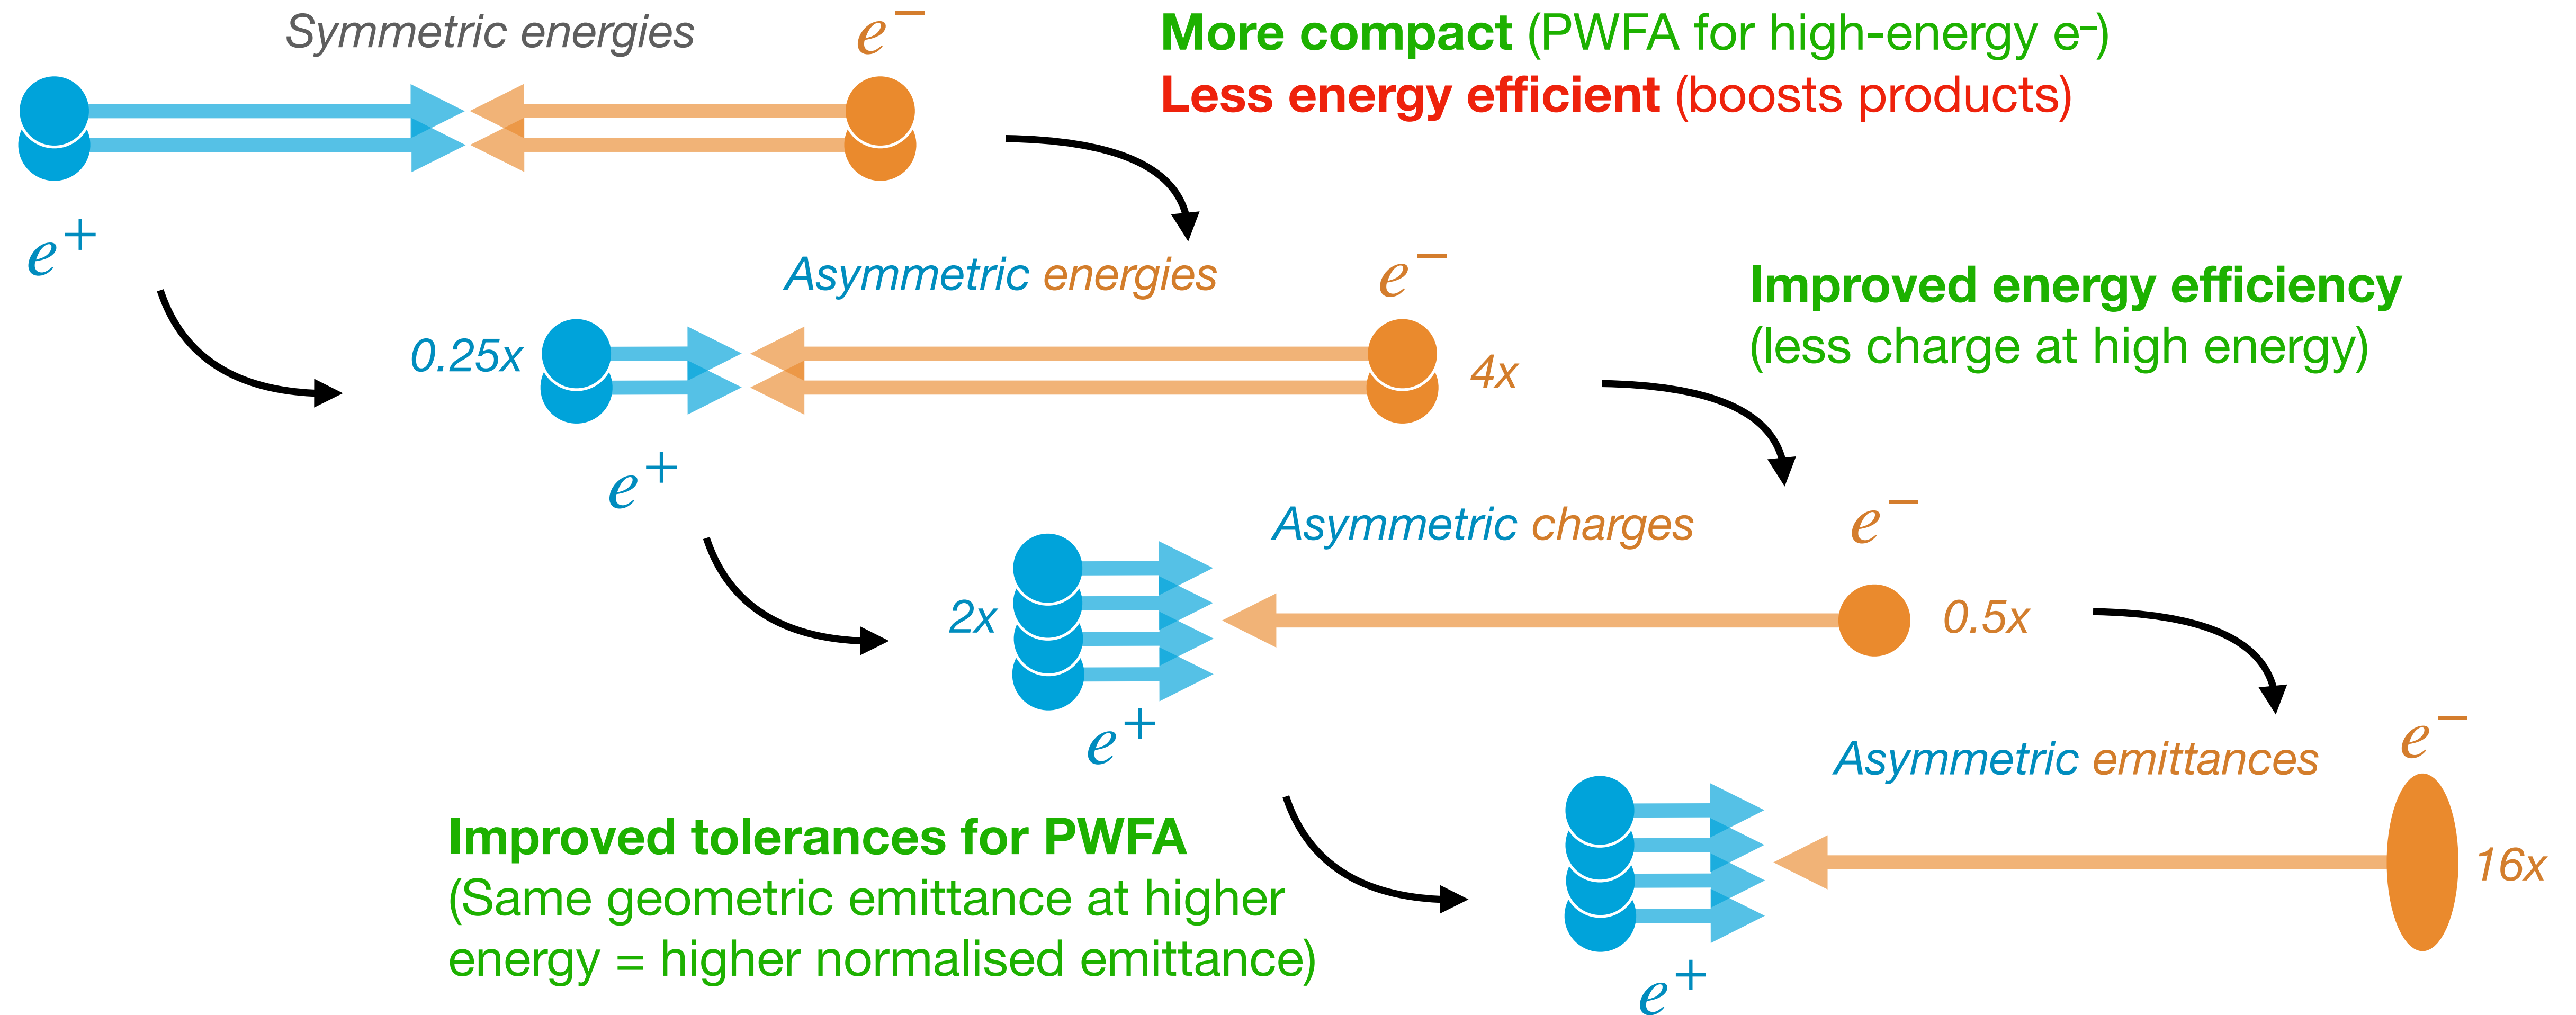 Symmetric energies
e−
e+
More compact (PWFA for high-energy e–)
Less energy efficient (boosts products)
Asymmetric energies
e−
0.25x
4x
e+
Improved energy efficiency
(less charge at high energy)
Asymmetric charges
e−
2x
0.5x
e+
Improved tolerances for PWFA
(Same geometric emittance at higher
energy = higher normalised emittance)
Asymmetric emittances
e−
16x
e+